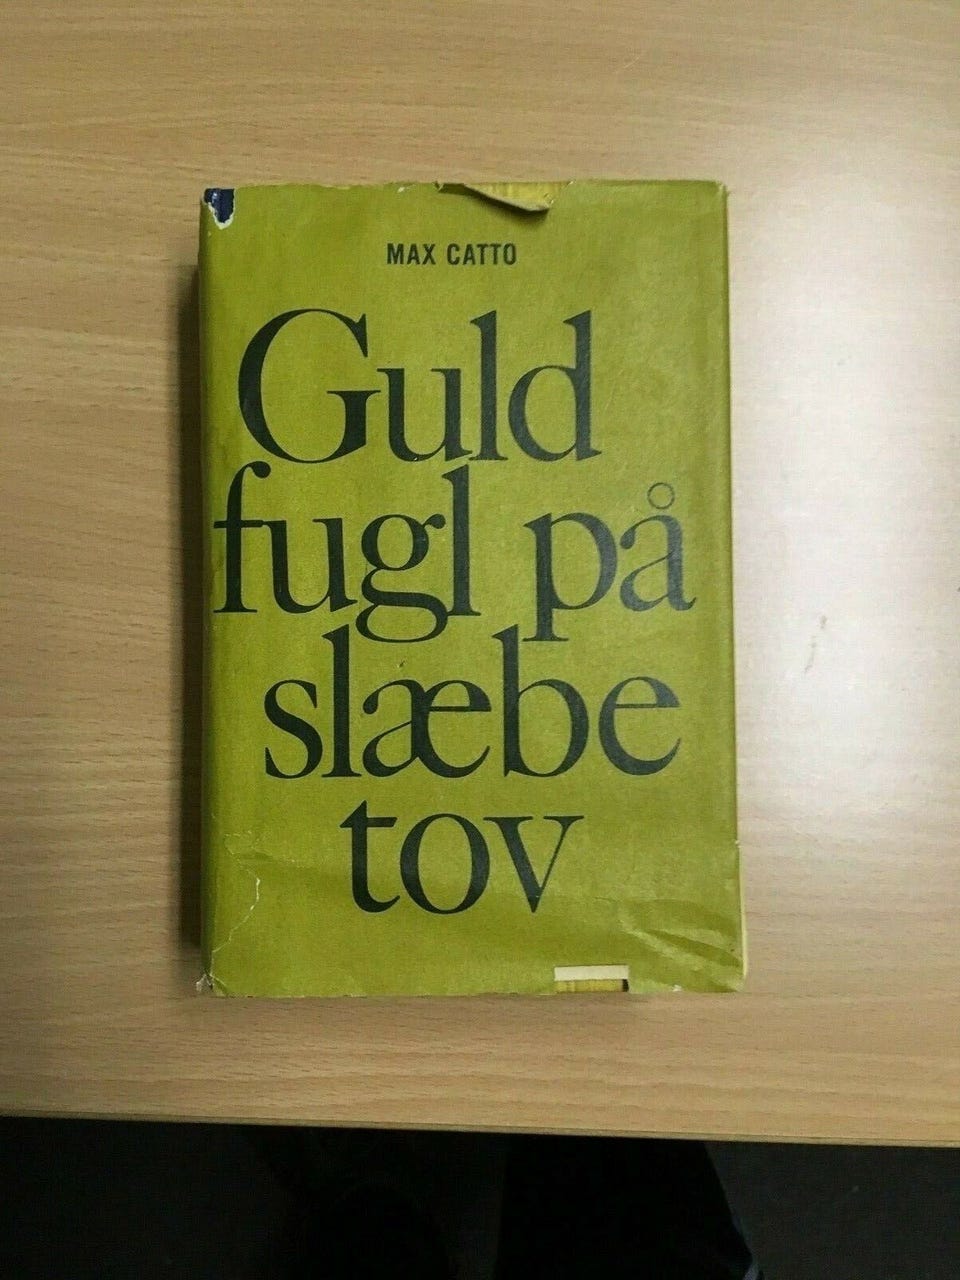 MAX CATTO
Guld
fugl på
slæbe
tov